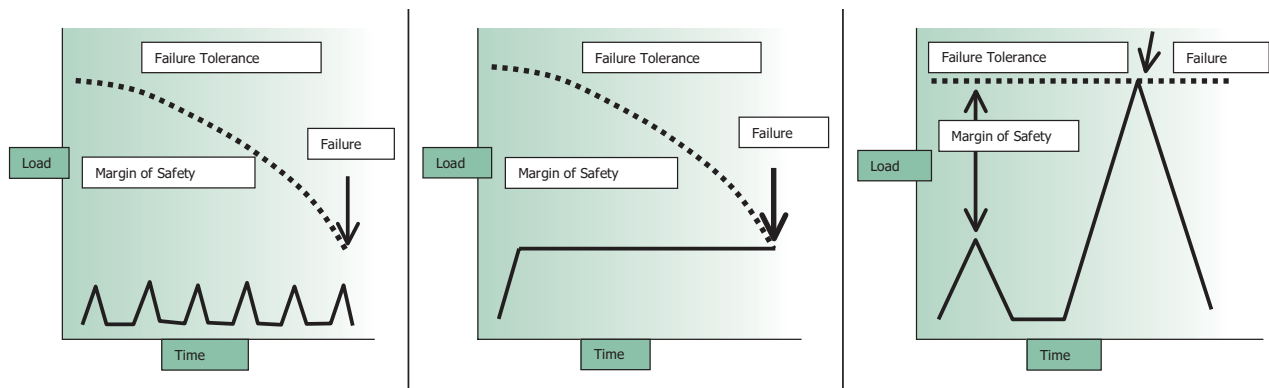 Failure Tolerance
Failure
Load
Margin of Safety
Time
Failure Tolerance
Failure
Load
Margin of Safety
Time
Failure Tolerance
Failure
Margin of Safety
Load
Time